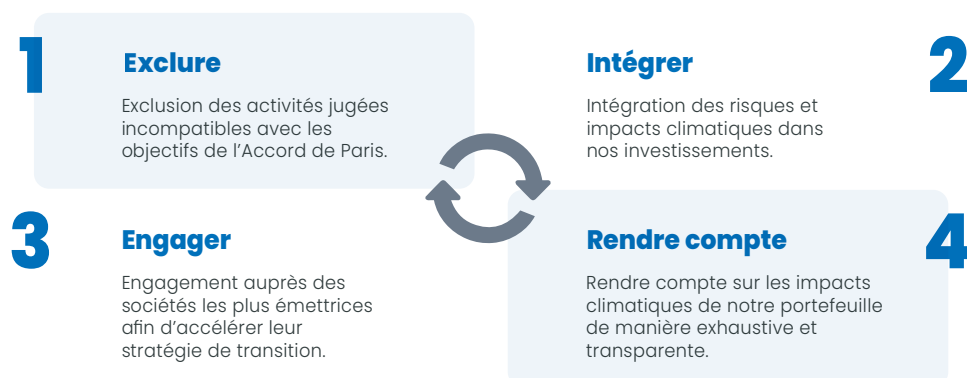 1
Exclure
Exclusion des activités jugées
incompatibles avec les
objectifs de l'Accord de Paris.
2
Intégrer
Intégration des risques et
impacts climatiques dans
nos investissements.
3
Engager
Engagement auprès des
sociétés les plus émettrices
afin d'accélérer leur
stratégie de transition.
4
Rendre compte
Rendre compte sur les impacts
climatiques de notre portefeuille
de manière exhaustive et
transparente.